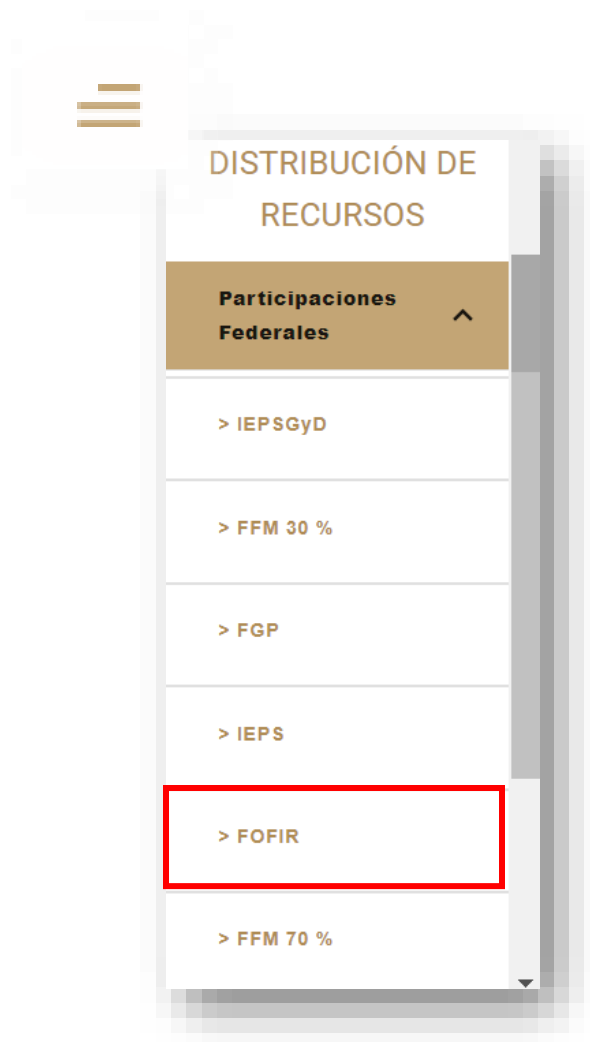 DISTRIBUCIÓN DE
RECURSOS
Participaciones
Federales
> IEPSGyD
> FFM 30 %
> FGP
> IEPS
> FOFIR
> FFM 70 %